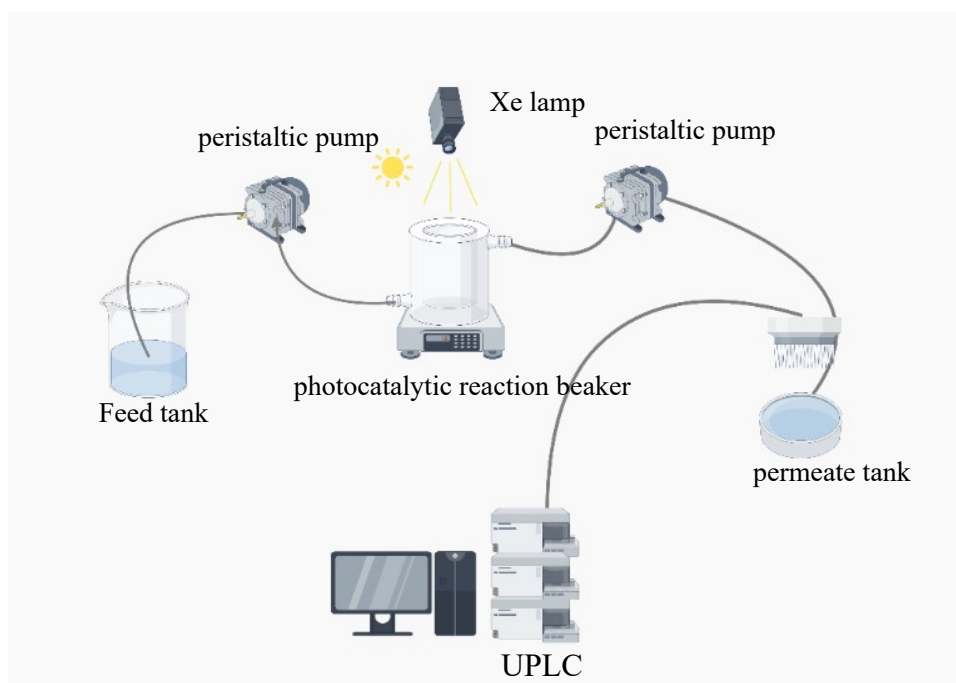 Xe lamp
peristaltic pump
peristaltic pump
photocatalytic reaction beaker
Feed tank
permeate tank
UPLC